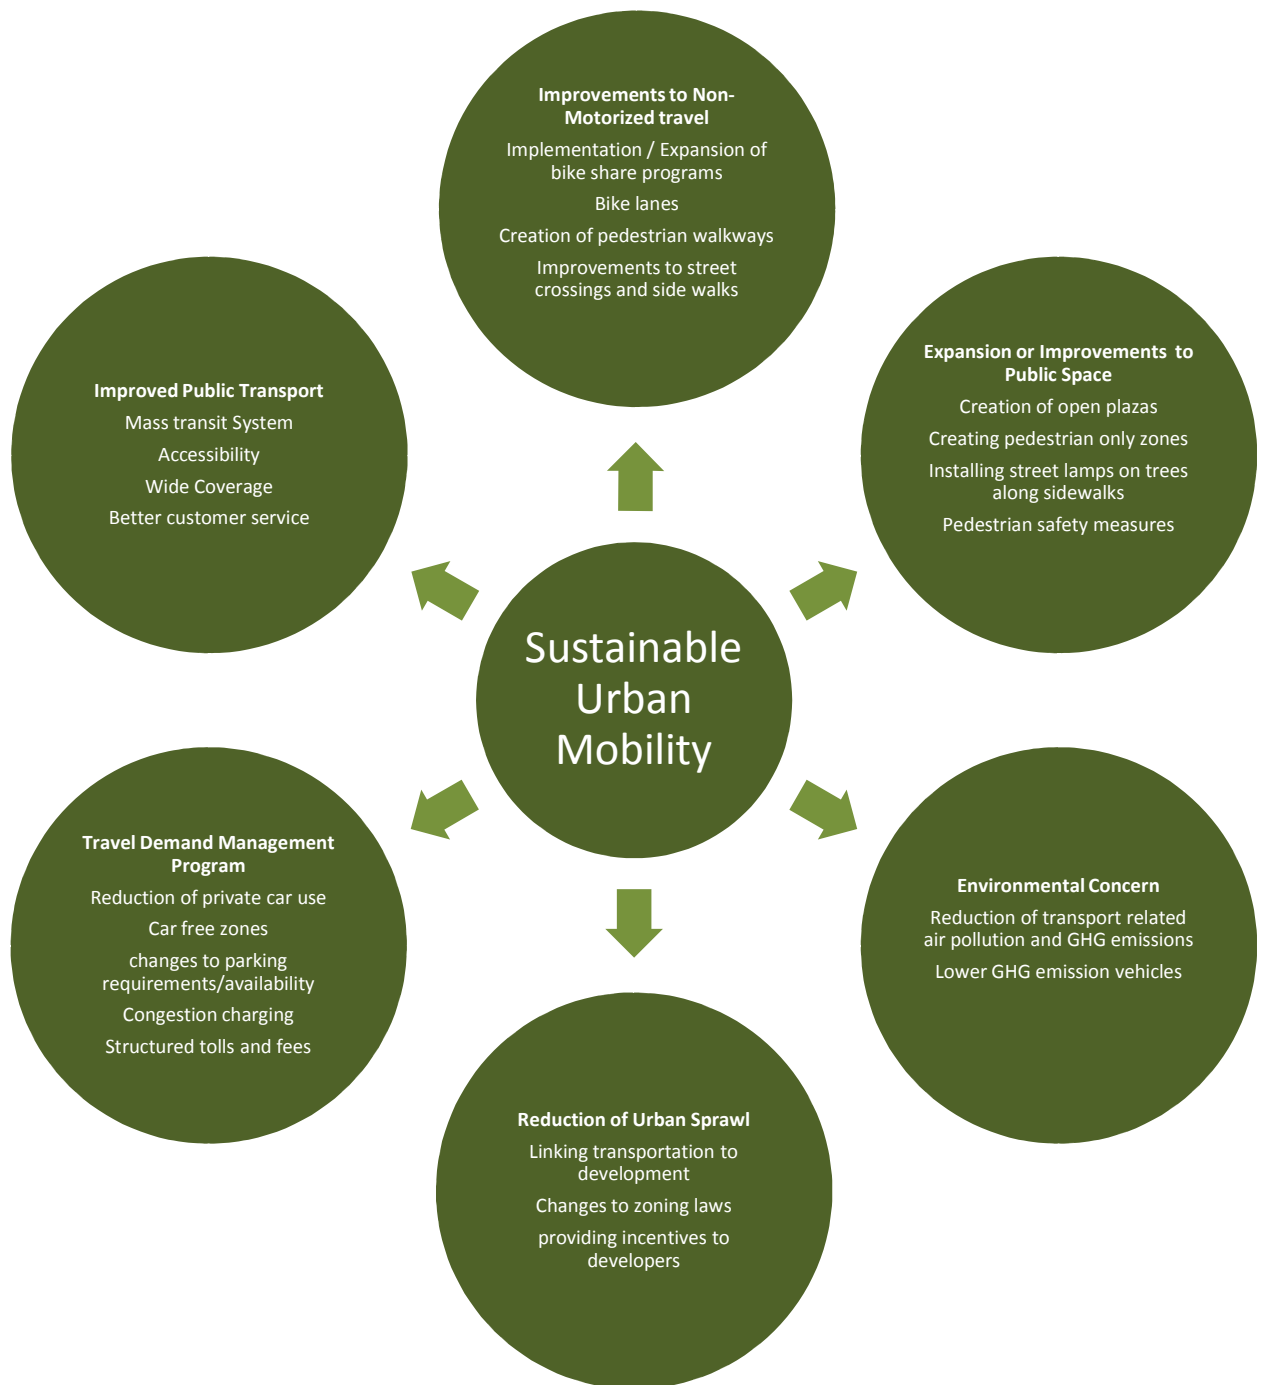 Improvements to Non-
Motorized travel
Implementation / Expansion of
bike share programs
Bike lanes
Creation of pedestrian walkways
Improvements to street
crossings and side walks
Expansion or Improvements to
Public Space
Creation of open plazas
Creating pedestrian only zones
Installing street lamps on trees
along sidewalks
Pedestrian safety measures
Improved Public Transport
Mass transit System
Accessibility
Wide Coverage
Better customer service
Sustainable
Urban
Mobility
Travel Demand Management
Program
Reduction of private car use
Car free zones
changes to parking
requirements/availability
Congestion charging
Structured tolls and fees
Environmental Concern
Reduction of transport related
air pollution and GHG emissions
Lower GHG emission vehicles
Reduction of Urban Sprawl
Linking transportation to
development
Changes to zoning laws
providing incentives to
developers